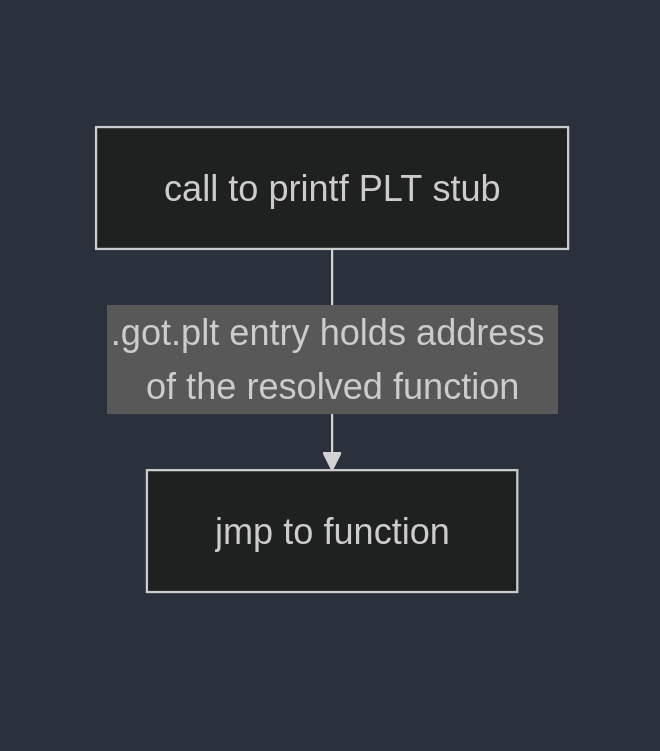 call to printf PLT stub
.got.plt entry holds address
of the resolved function
jmp to function